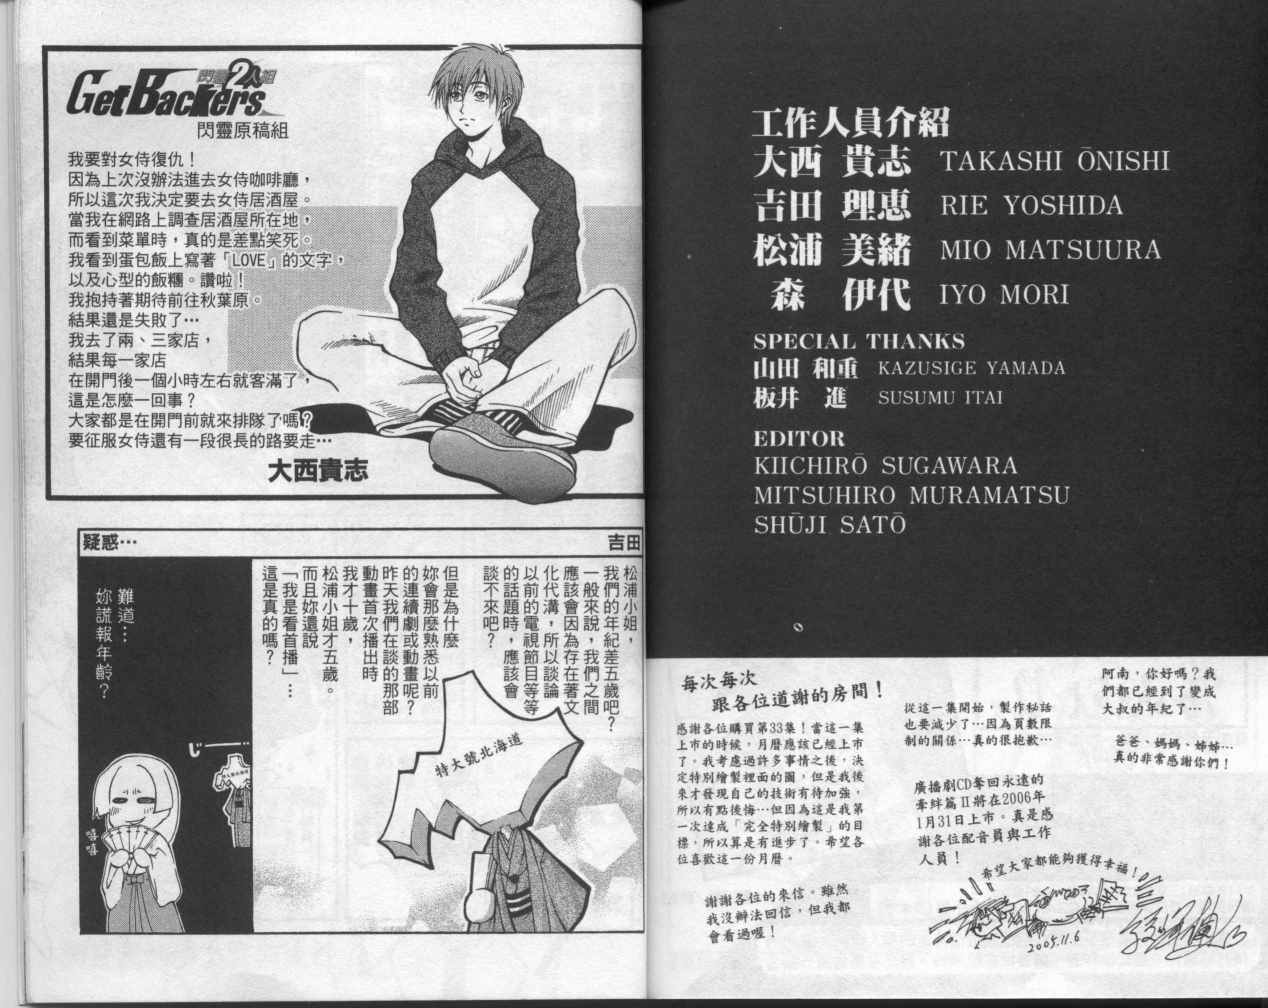 GetBackers
閃靈2人組
閃靈原稿組
我要對女侍復仇！
因為上次沒辦法進去女侍咖啡廳，
所以這次我決定要去女侍居酒屋。
當我在網路上調查居酒屋所在地，
而看到菜單時，真的是差點笑死。
我看到蛋包飯上寫著「LOVE」的文字，
以及心型的飯糰。讚啦！
我抱持著期待前往秋葉原。
結果還是失敗了…
我去了兩、三家店，
結果每一家店
在開門後一個小時左右就客滿了，
這是怎麼一回事？
大家都是在開門前就來排隊了嗎？
要征服女侍還有一段很長的路要走…
大西貴志
疑惑…
吉田
松浦小姐，
我們的年紀差五歲吧？
一般來說，我們之間
應該會因為存在著文
化代溝，所以談論
以前的電視節目等等
的話題時，應該會
談不來吧？
但是為什麼
妳會那麼熟悉以前
的連續劇或動畫呢？
昨天我們在談的那部
動畫首次播出時
我才十歲，
松浦小姐才五歲。
而且妳還說
「我是看首播」…
這是真的嗎？
特大號北海道
難道…
妳謊報年齡？
じ——…
嘻嘻
工作人員介紹
大西 貴志 TAKASHI ŌNISHI
吉田 理恵 RIE YOSHIDA
松浦 美緒 MIO MATSUURA
森 伊代 IYO MORI
SPECIAL THANKS
山田 和重 KAZUSIGE YAMADA
板井 進 SUSUMU ITAI
EDITOR
KIICHIRŌ SUGAWARA
MITSUHIRO MURAMATSU
SHŪJI SATŌ
每次每次
跟各位道謝的房間！
感謝各位購買第33集！當這一集
上市的時候，月曆應該已經上市
了。我考慮過許多事情之後，決
定特別繪製裡面的圖，但是我後
來才發現自己的技術有待加強，
所以有點後悔…但因為這是我第
一次達成「完全特別繪製」的目
標，所以算是有進步了。希望各
位喜歡這一份月曆。
謝謝各位的來信。雖然
我沒辦法回信，但我都
會看過喔！
從這一集開始，製作秘話
也要減少了…因為頁數限
制的關係…真的很抱歉…
廣播劇CD奪回永遠的
牽絆篇Ⅱ將在2006年
1月31日上市。真是感
謝各位配音員與工作
人員！
阿南，你好嗎？我
們都已經到了變成
大叔的年紀了…
爸爸、媽媽、姊姊…
真的非常感謝你們！
希望大家都能夠獲得幸福！
2005.11.6